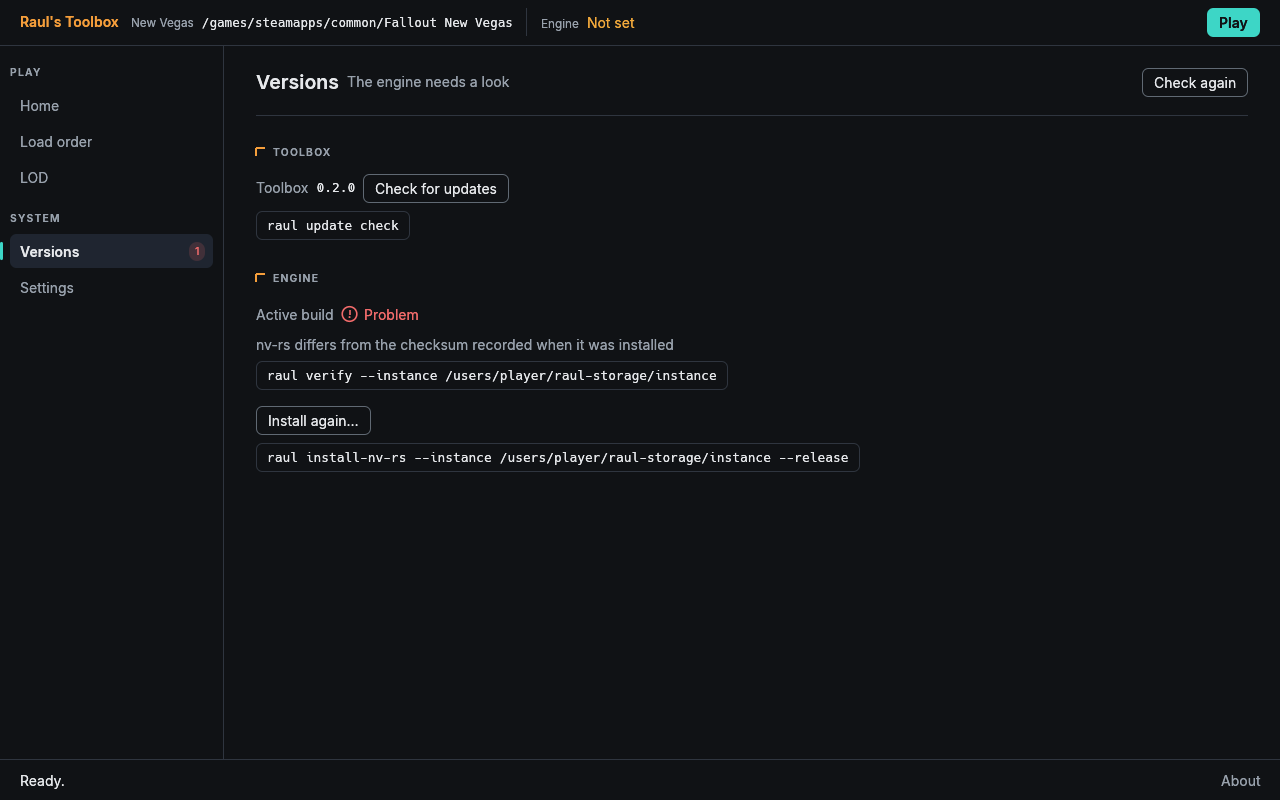 Raul's Toolbox New Vegas /games/steamapps/common/Fallout New Vegas Engine Not set Play
PLAY
Home
Load order
LOD
SYSTEM
Versions 1
Settings
Versions The engine needs a look Check again
TOOLBOX
Toolbox 0.2.0 Check for updates
raul update check
ENGINE
Active build Problem
nv-rs differs from the checksum recorded when it was installed
raul verify --instance /users/player/raul-storage/instance
Install again...
raul install-nv-rs --instance /users/player/raul-storage/instance --release
Ready. About